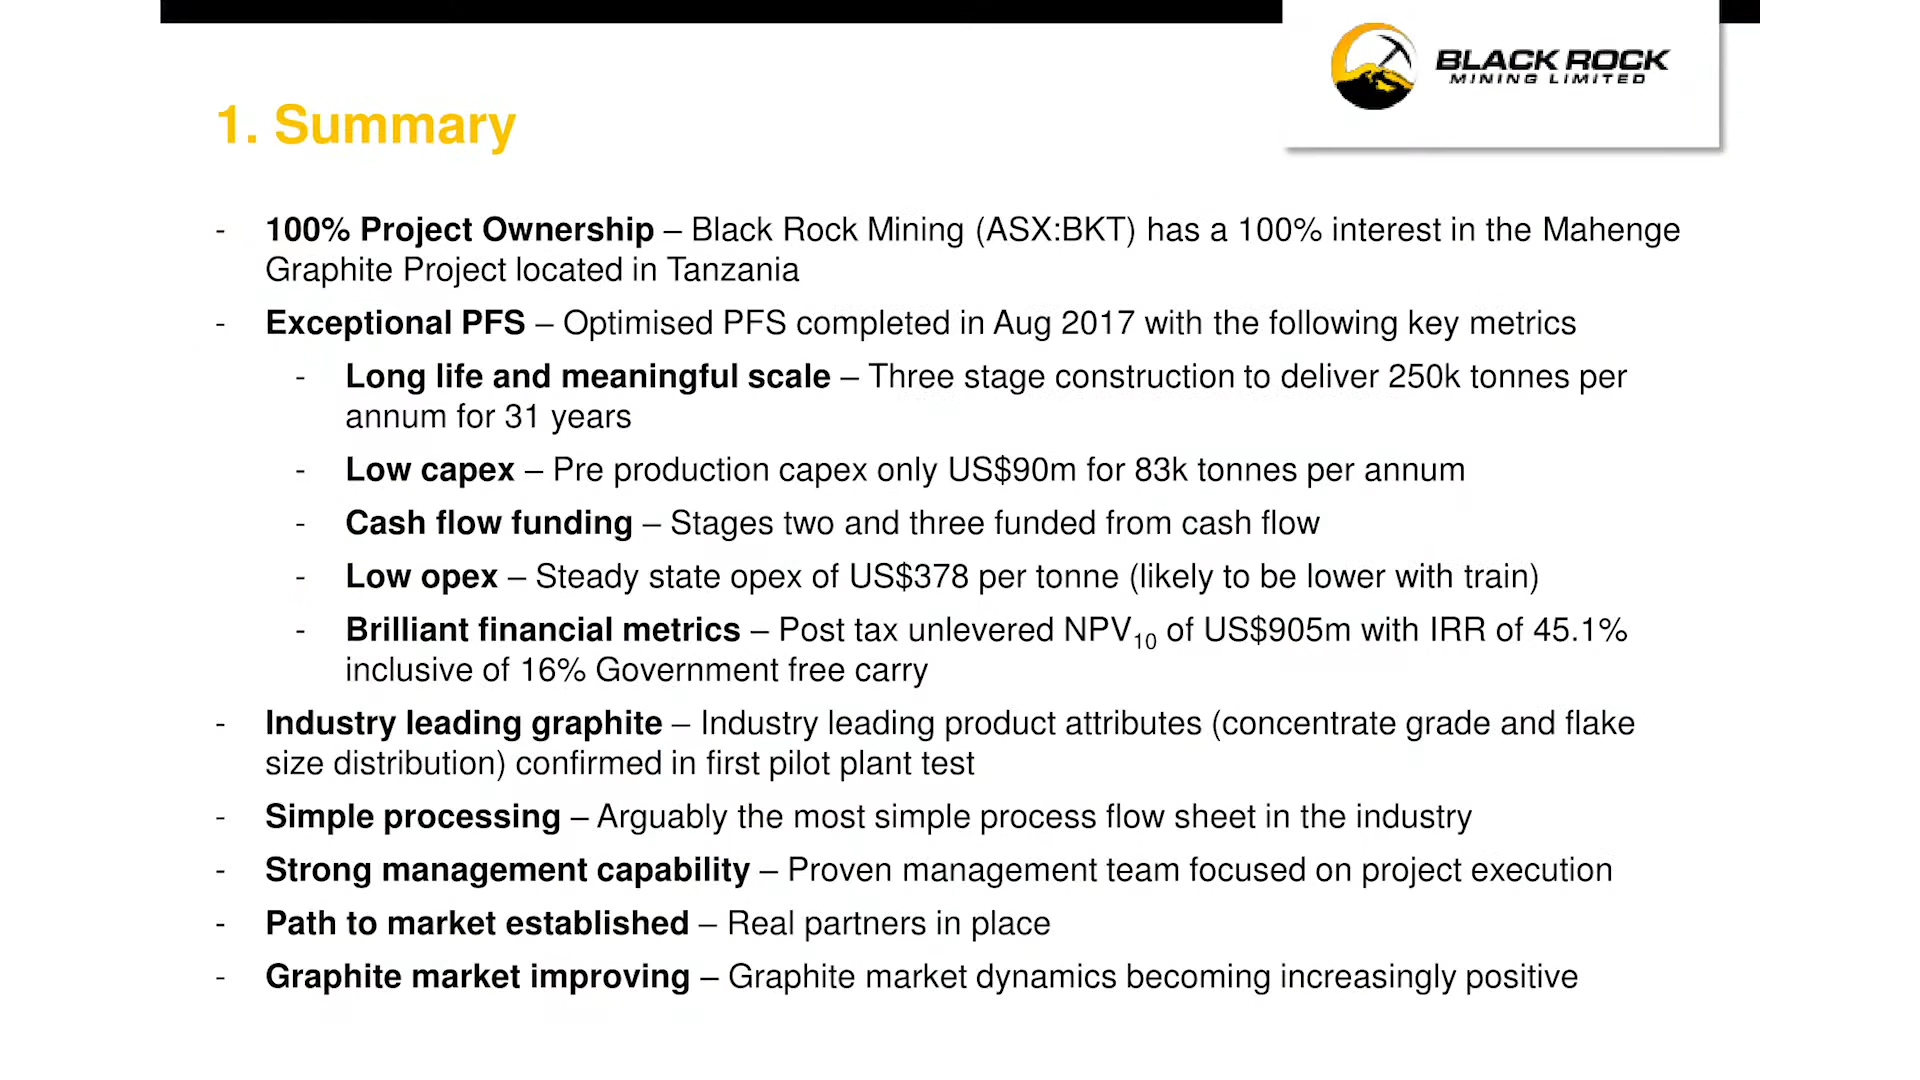 BLACK ROCK
MINING LIMITED
1. Summary
- 100% Project Ownership – Black Rock Mining (ASX:BKT) has a 100% interest in the Mahenge
Graphite Project located in Tanzania
- Exceptional PFS – Optimised PFS completed in Aug 2017 with the following key metrics
- Long life and meaningful scale – Three stage construction to deliver 250k tonnes per
annum for 31 years
- Low capex – Pre production capex only US$90m for 83k tonnes per annum
- Cash flow funding – Stages two and three funded from cash flow
- Low opex – Steady state opex of US$378 per tonne (likely to be lower with train)
- Brilliant financial metrics – Post tax unlevered NPV10 of US$905m with IRR of 45.1%
inclusive of 16% Government free carry
- Industry leading graphite – Industry leading product attributes (concentrate grade and flake
size distribution) confirmed in first pilot plant test
- Simple processing – Arguably the most simple process flow sheet in the industry
- Strong management capability – Proven management team focused on project execution
- Path to market established – Real partners in place
- Graphite market improving – Graphite market dynamics becoming increasingly positive